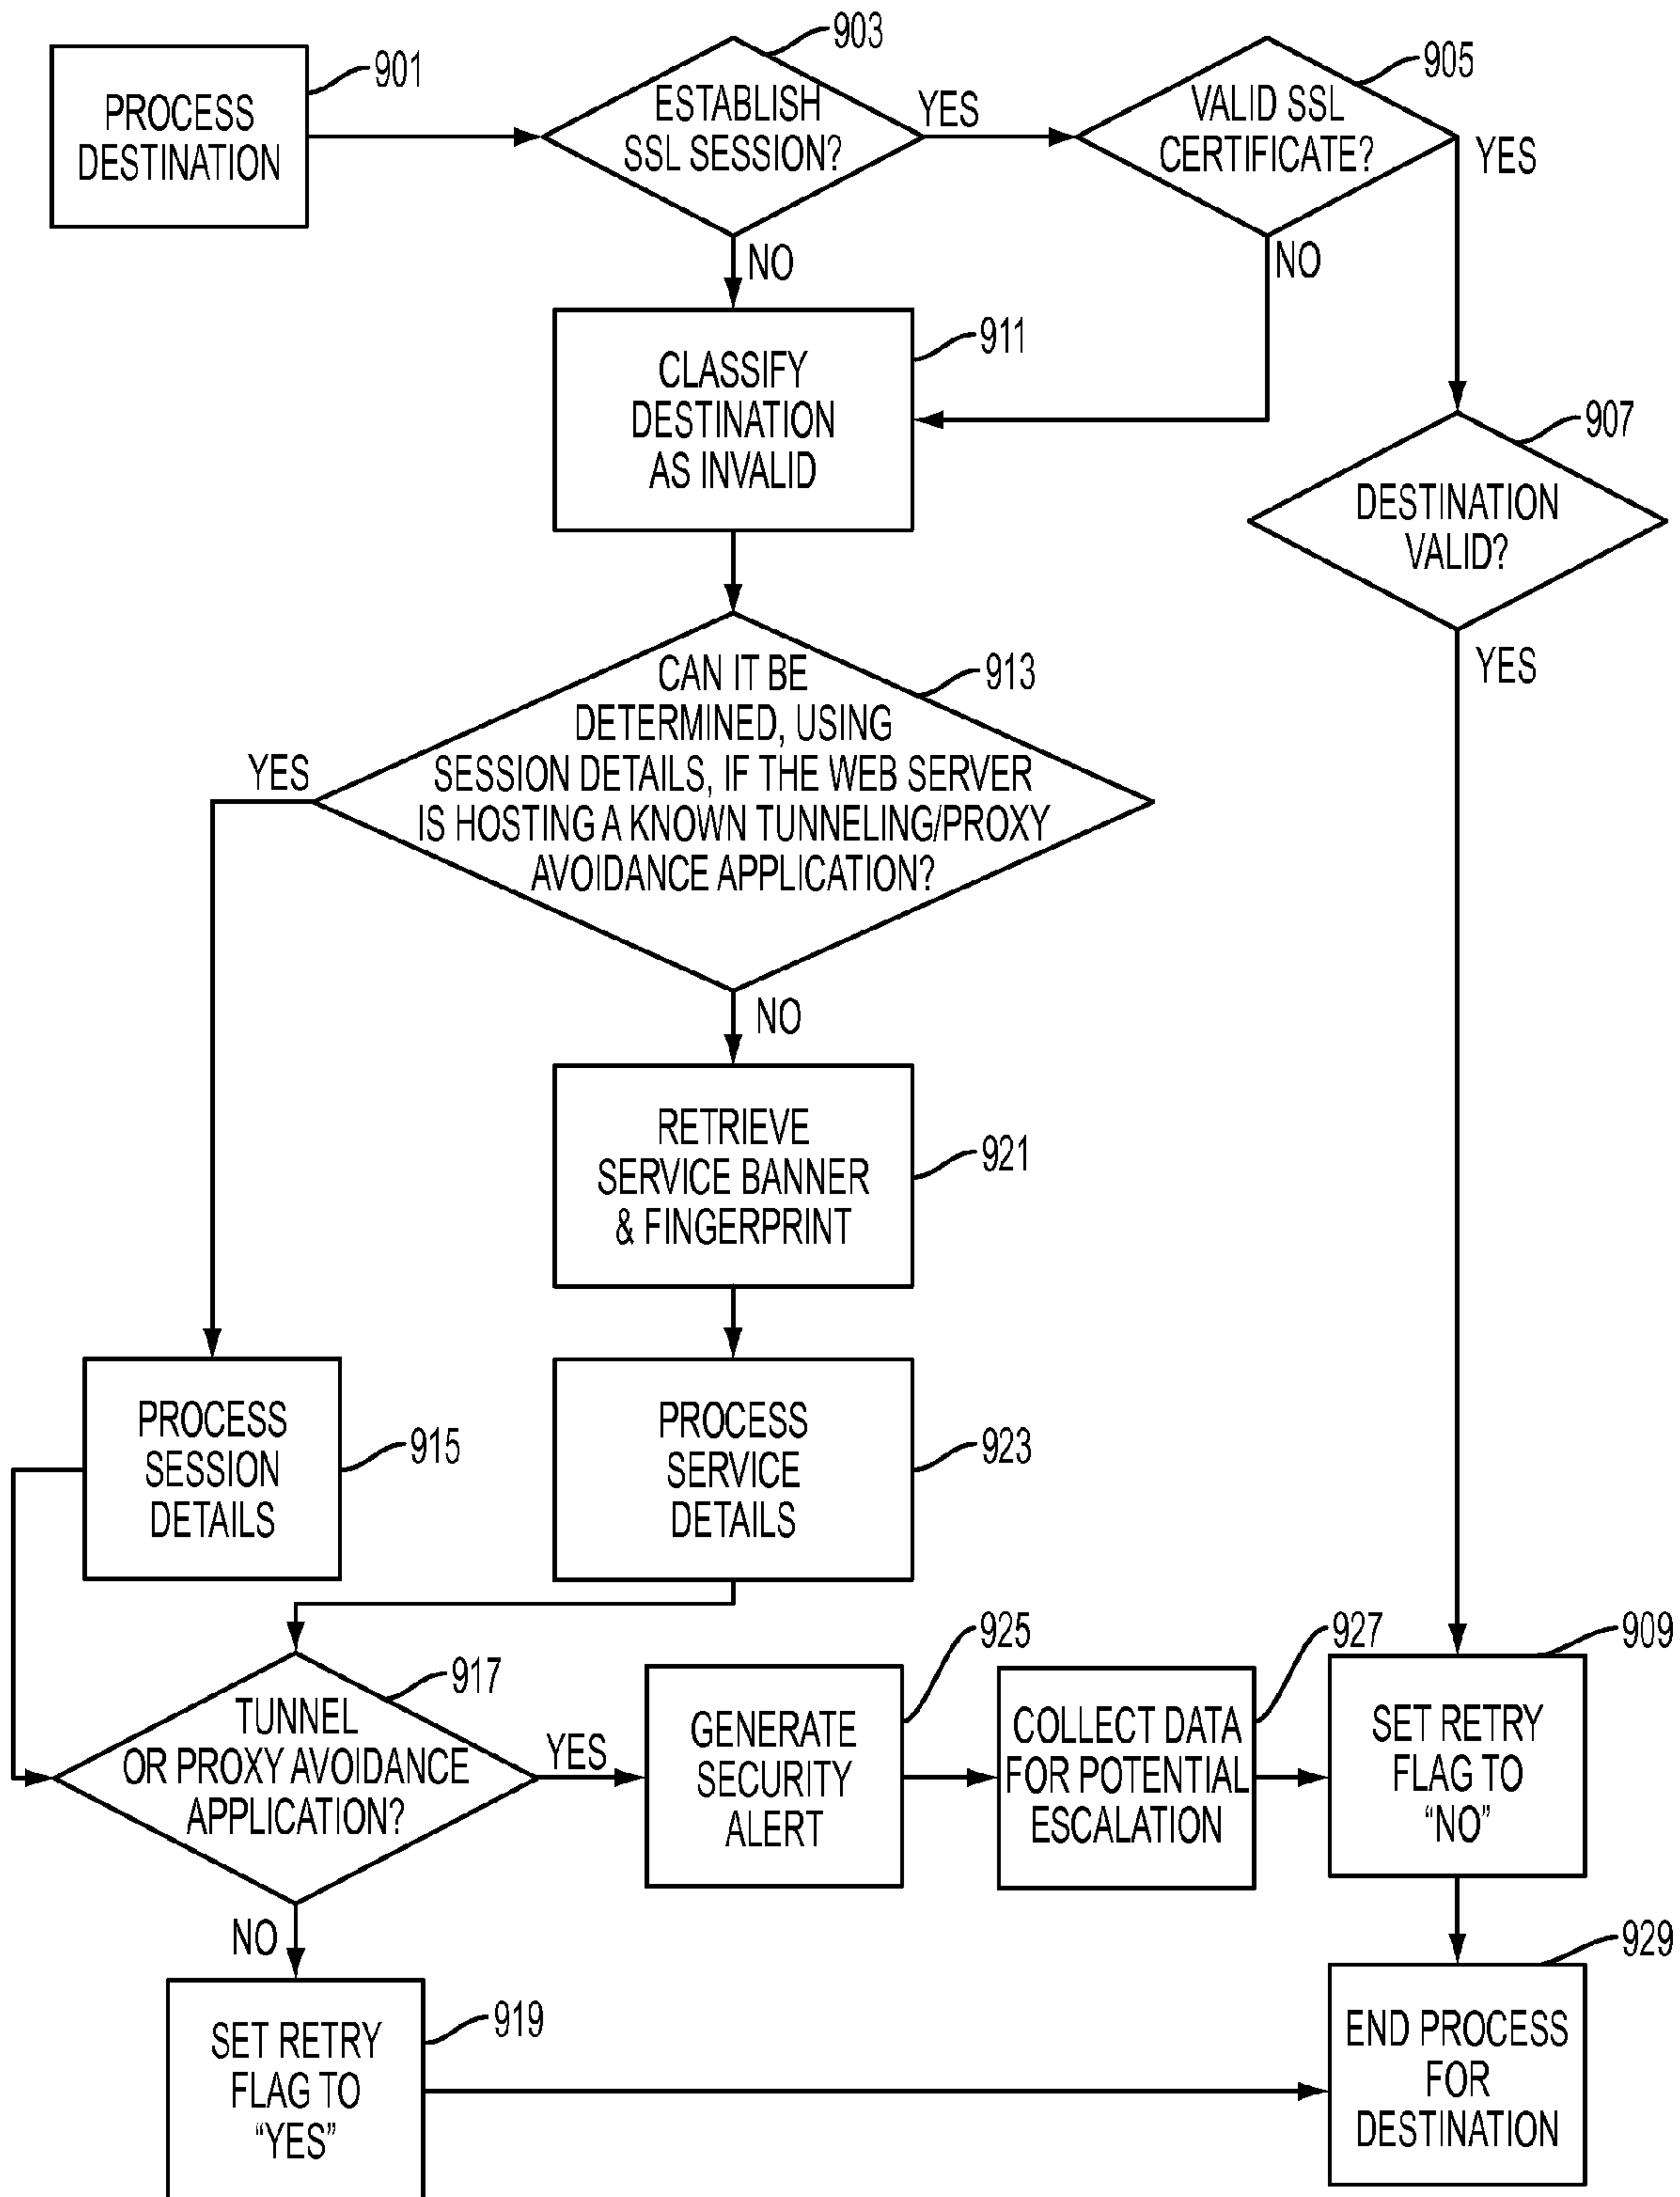 901
PROCESS
DESTINATION
903
ESTABLISH
SSL SESSION?
YES
NO
905
VALID SSL
CERTIFICATE?
YES
NO
911
CLASSIFY
DESTINATION
AS INVALID
907
DESTINATION
VALID?
YES
913
CAN IT BE
DETERMINED, USING
SESSION DETAILS, IF THE WEB SERVER
IS HOSTING A KNOWN TUNNELING/PROXY
AVOIDANCE APPLICATION?
YES
NO
921
RETRIEVE
SERVICE BANNER
& FINGERPRINT
915
PROCESS
SESSION
DETAILS
923
PROCESS
SERVICE
DETAILS
917
TUNNEL
OR PROXY AVOIDANCE
APPLICATION?
YES
NO
925
GENERATE
SECURITY
ALERT
927
COLLECT DATA
FOR POTENTIAL
ESCALATION
909
SET RETRY
FLAG TO
“NO”
919
SET RETRY
FLAG TO
“YES”
929
END PROCESS
FOR
DESTINATION